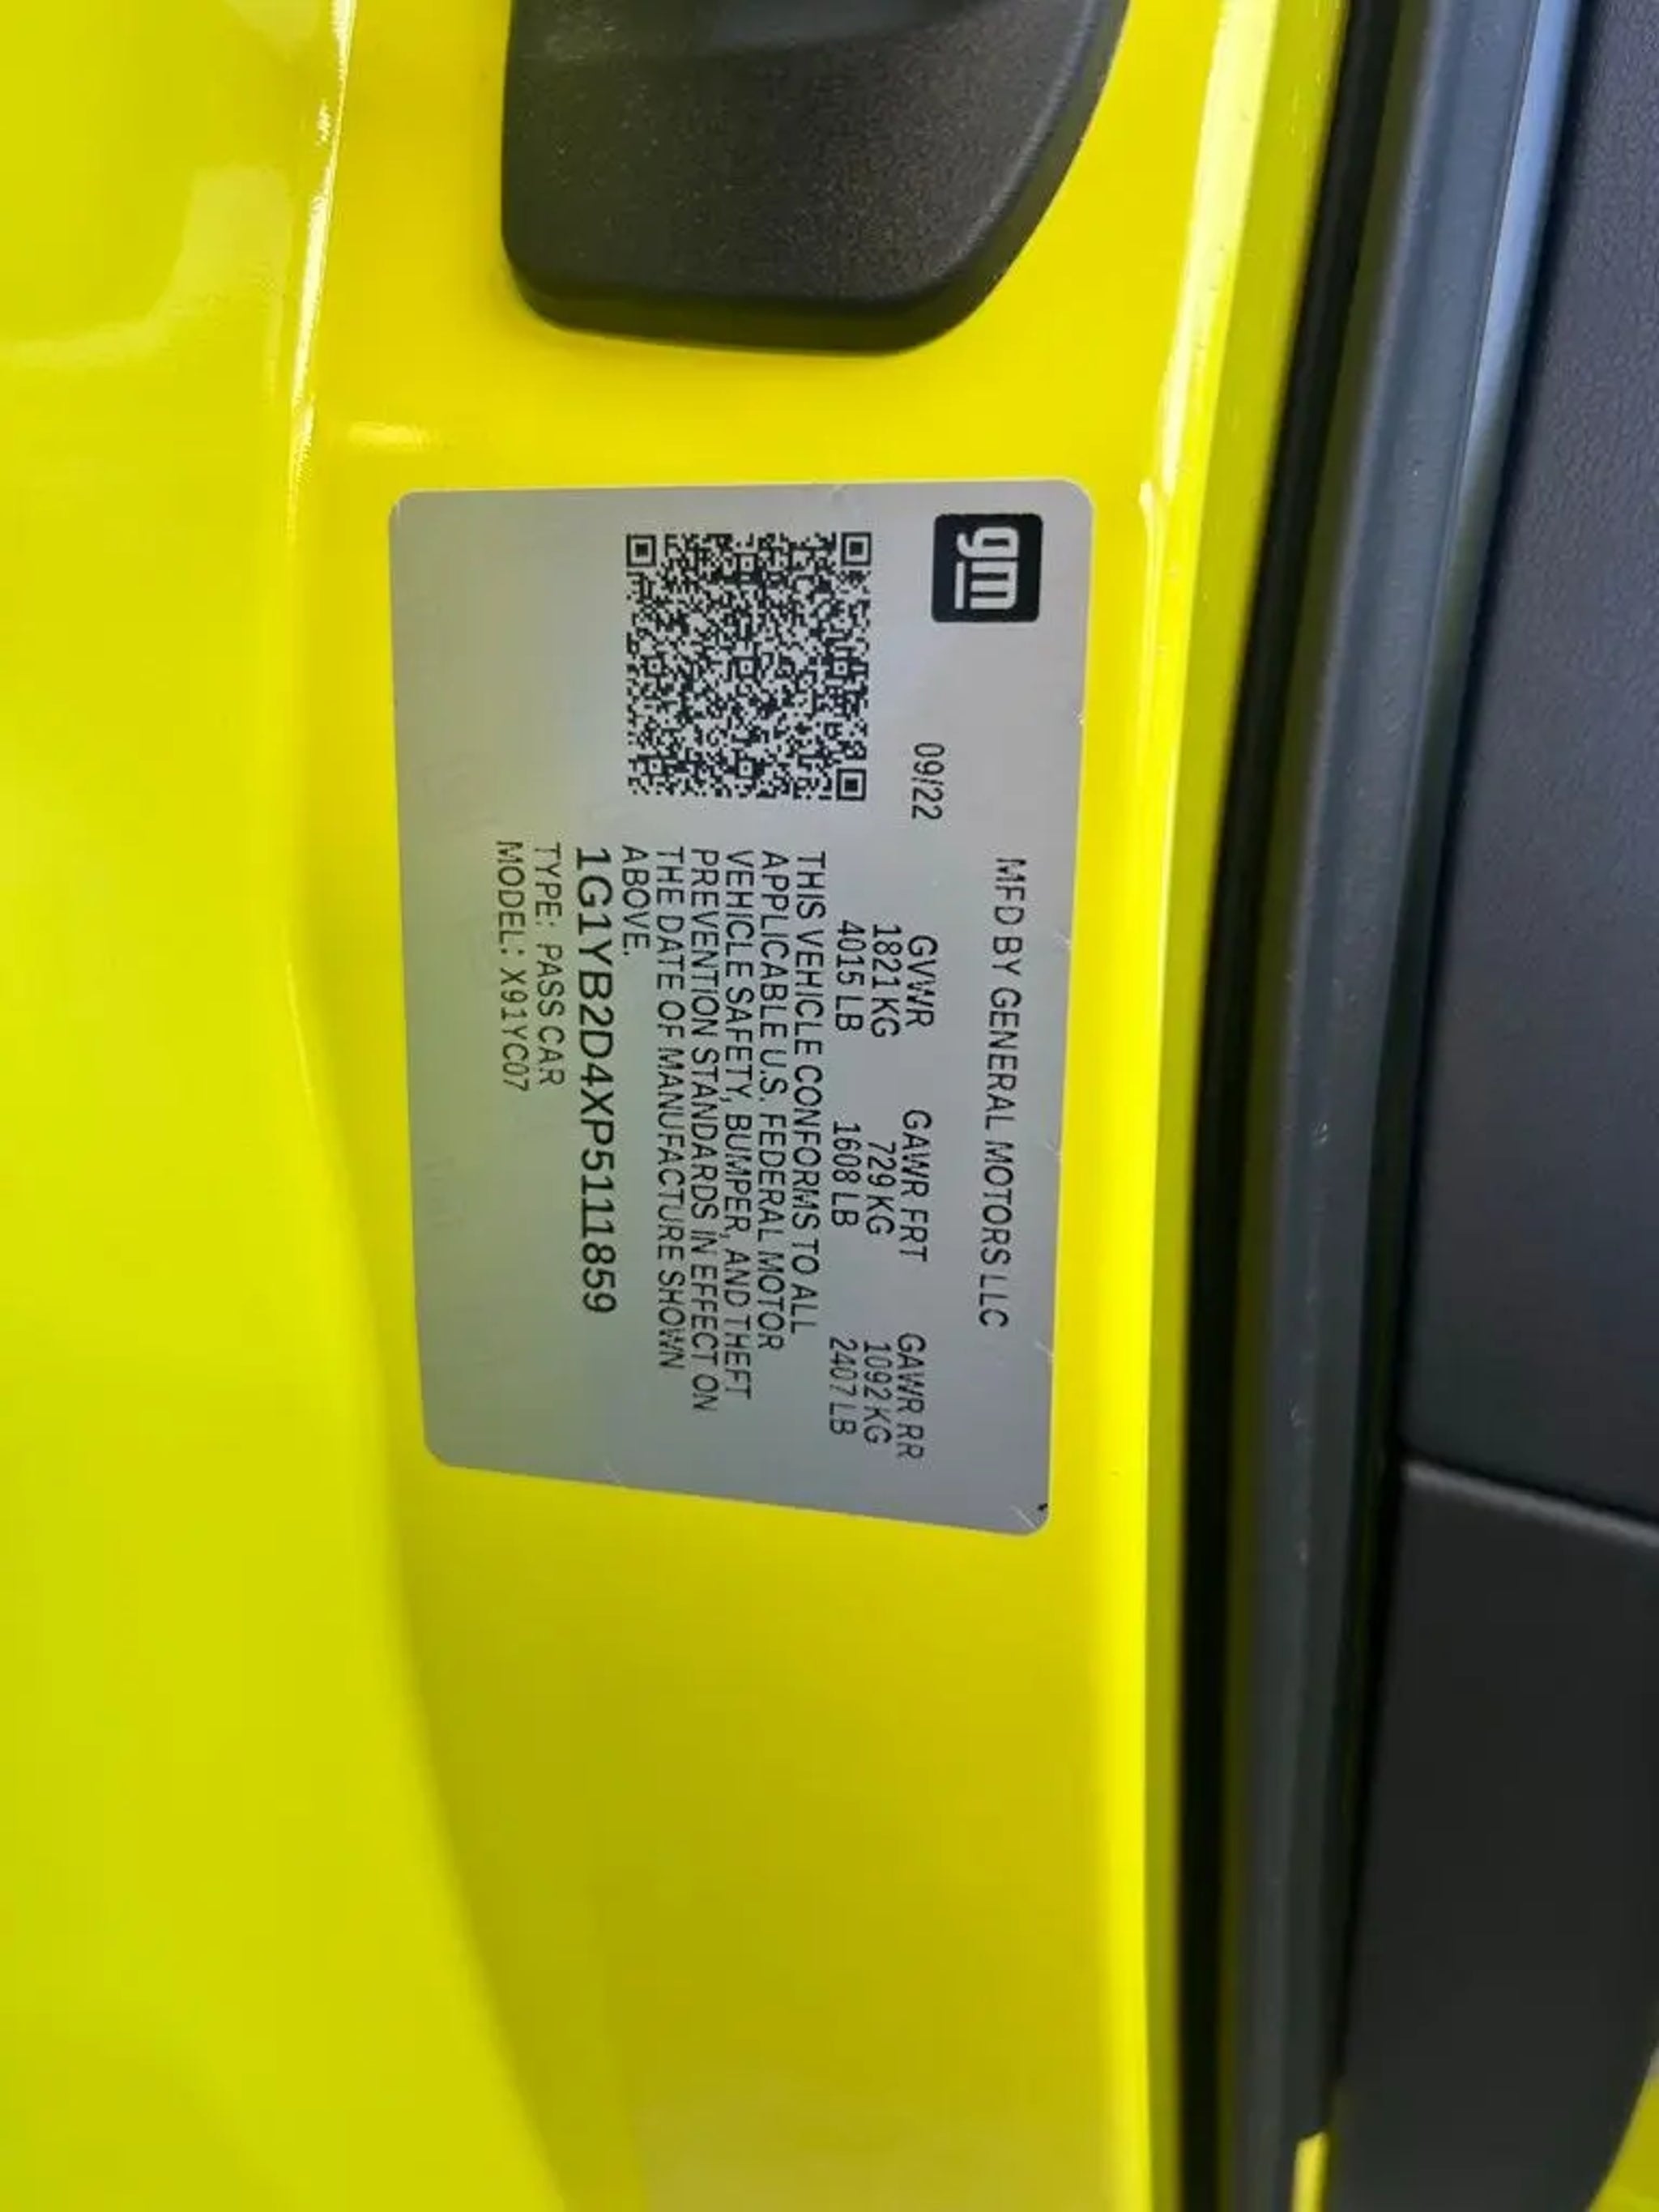 gm
MFD BY GENERAL MOTORS LLC
09/22
GVWR GAWR FRT GAWR RR
1821 KG 729 KG 1092 KG
4015 LB 1608 LB 2407 LB
THIS VEHICLE CONFORMS TO ALL
APPLICABLE U.S. FEDERAL MOTOR
VEHICLE SAFETY, BUMPER, AND THEFT
PREVENTION STANDARDS IN EFFECT ON
THE DATE OF MANUFACTURE SHOWN
ABOVE.
1G1YB2D4XP5111859
TYPE: PASS CAR
MODEL: X91YC07